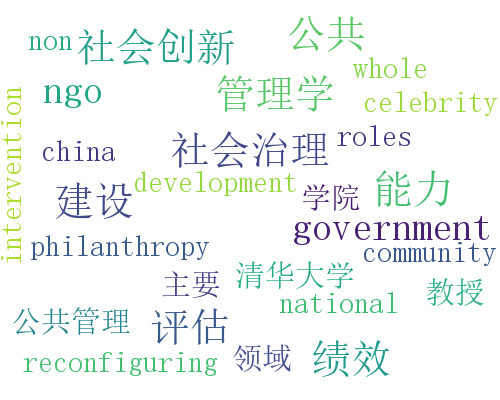 non
社会创新
公共
whole
ngo
管理学
celebrity
intervention
china
社会治理
roles
development
建设
学院
能力
government
philanthropy
community
主要
清华大学
national
教授
公共管理
评估
reconfiguring
领域
绩效